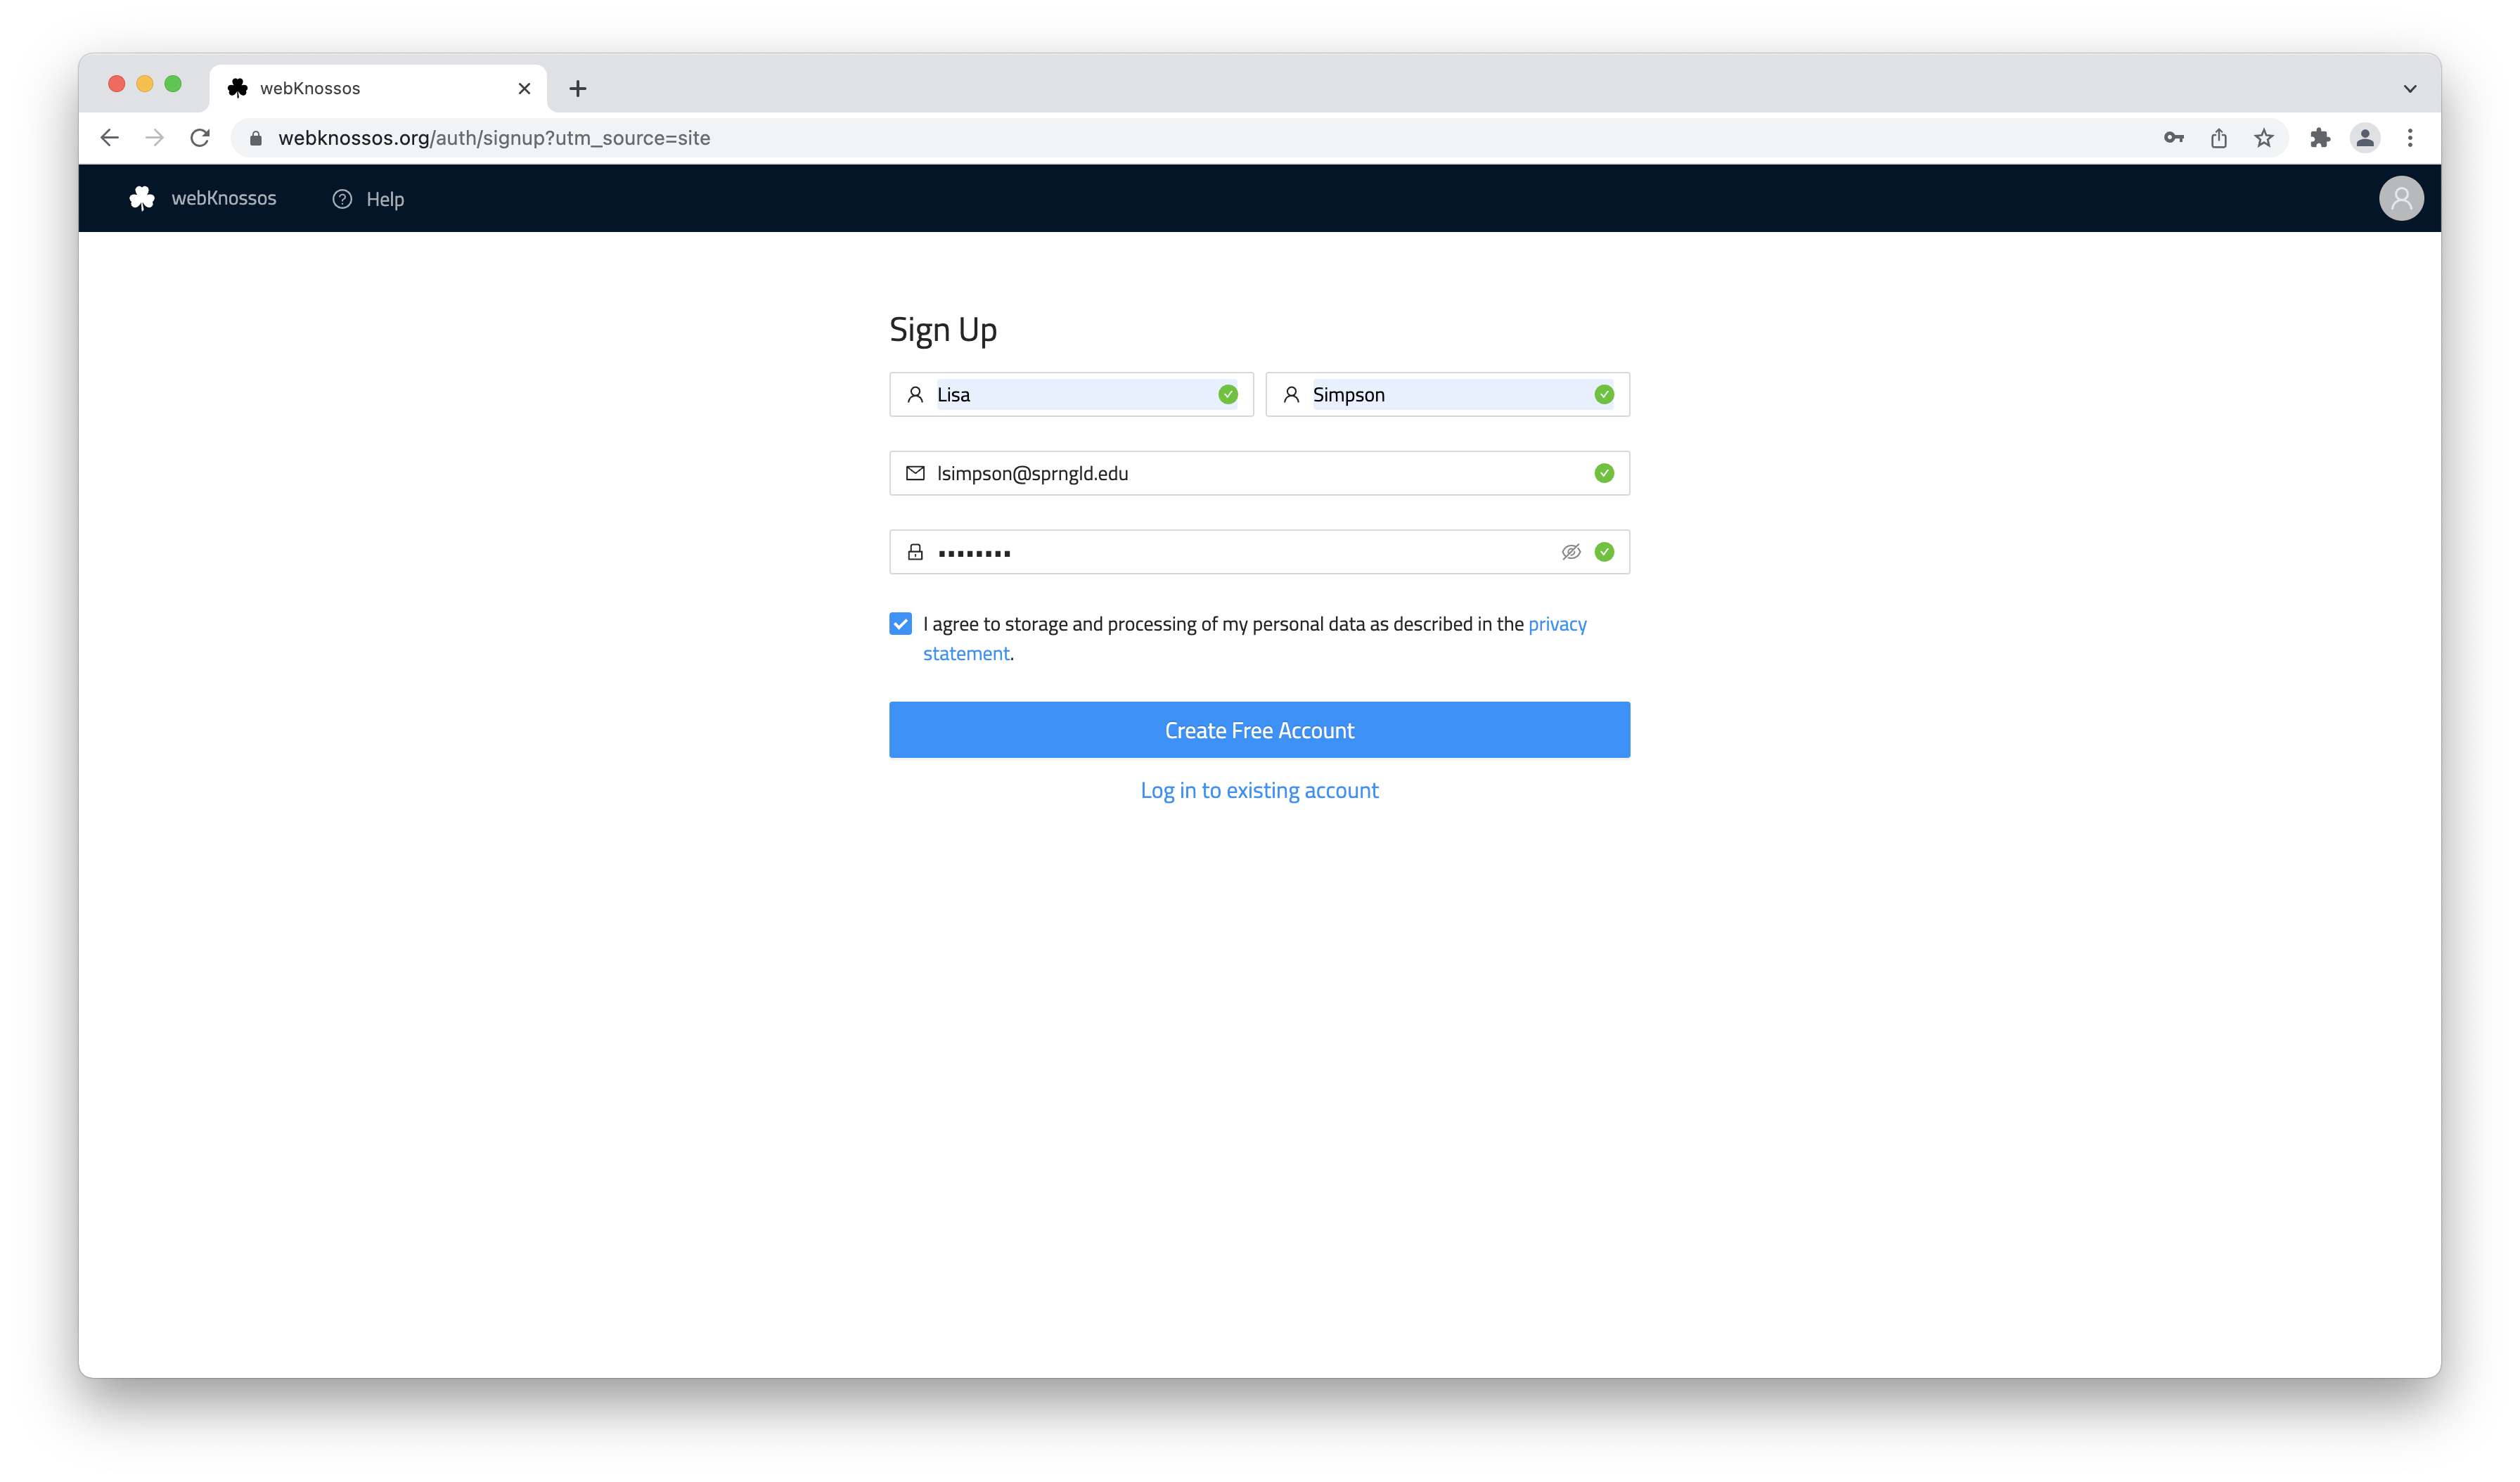 webKnossos
webknossos.org/auth/signup?utm_source=site
webKnossos
Help
Sign Up
Lisa
Simpson
lsimpson@sprngld.edu
I agree to storage and processing of my personal data as described in the privacy
statement.
Create Free Account
Log in to existing account